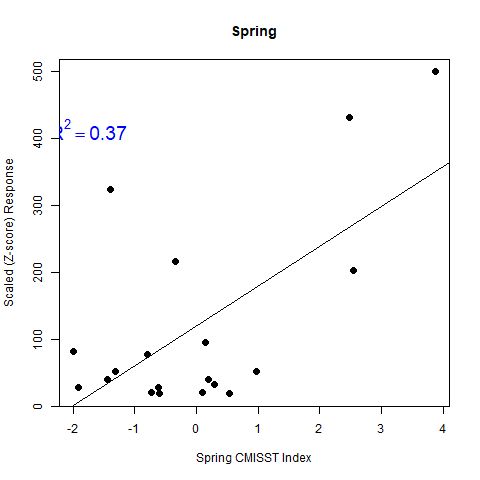 Spring
R² = 0.37
Scaled (Z-score) Response
500
400
300
200
100
0
-2 -1 0 1 2 3 4
Spring CMISST Index